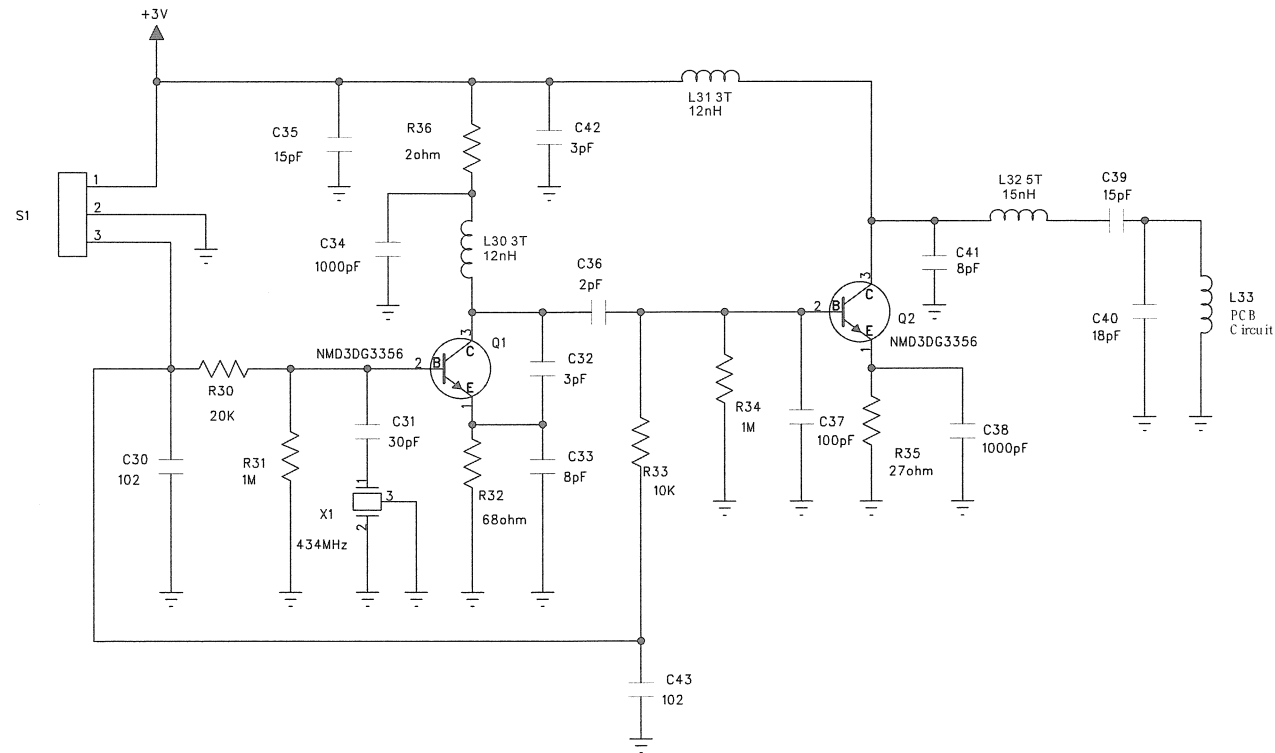 +3V
L31 3T
12nH
C35
15pF
R36
2ohm
C42
3pF
S1
1
2
3
L32 5T
15nH
C39
15pF
C34
1000pF
L30 3T
12nH
C36
2pF
C41
8pF
3
C
2
B
E
1
Q2
NMD3DG3356
C40
18pF
L33
PCB
Circuit
NMD3DG3356
3
C
2
B
E
1
Q1
C32
3pF
R30
20K
C31
30pF
R34
1M
C37
100pF
R35
27ohm
C38
1000pF
C30
102
R31
1M
C33
8pF
R33
10K
R32
68ohm
X1
1
3
2
434MHz
C43
102